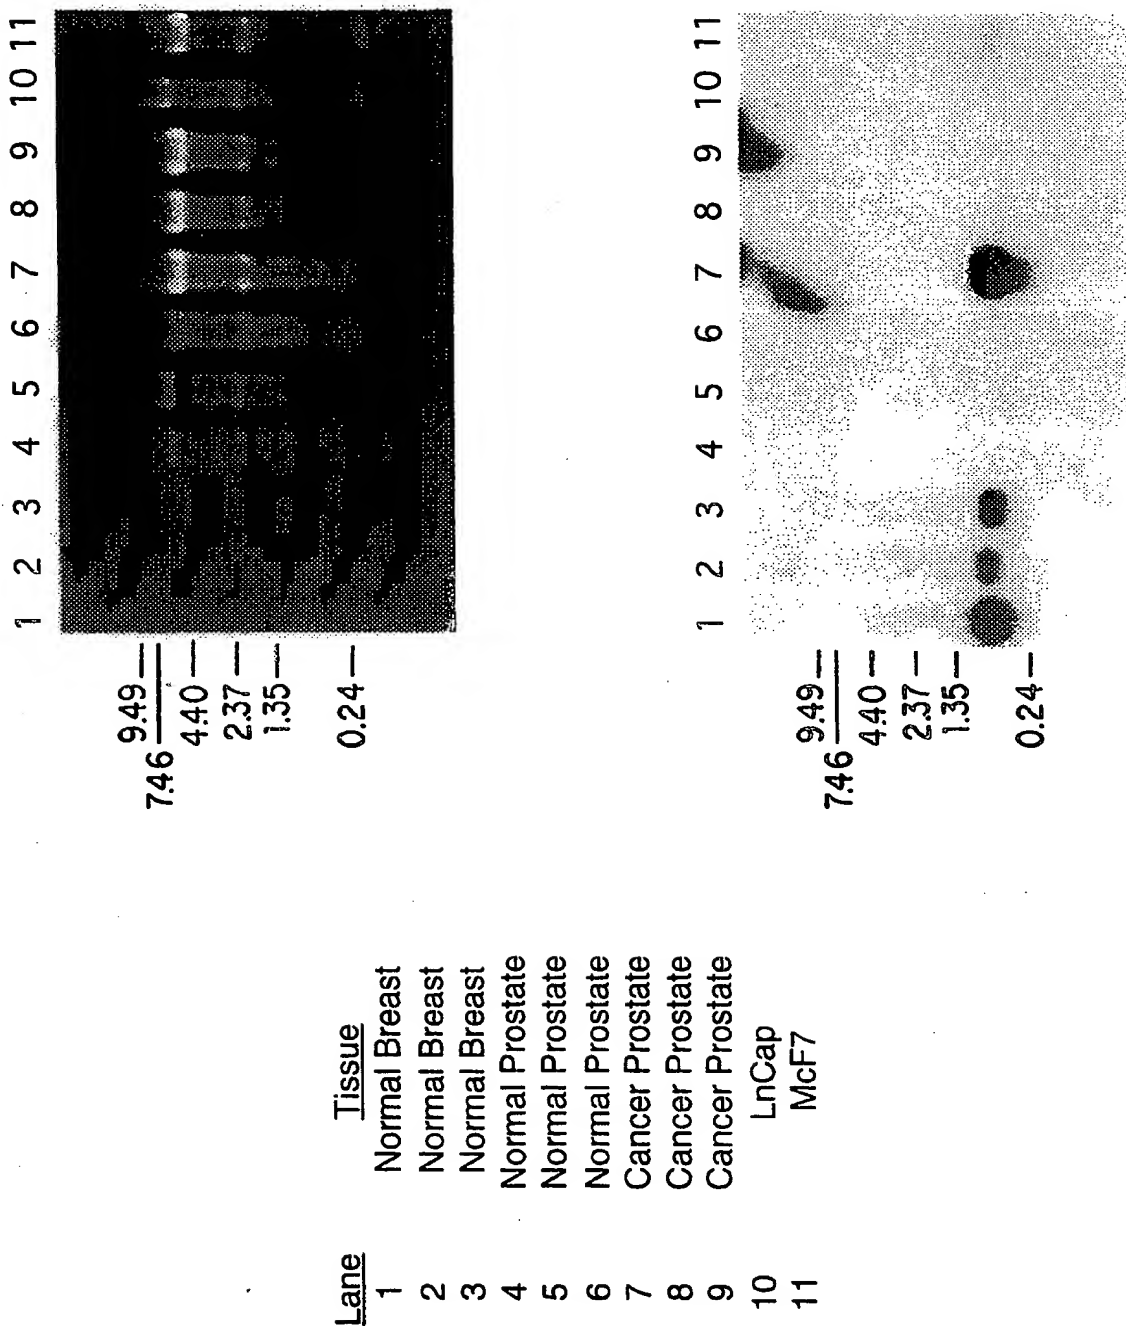 1 2 3 4 5 6 7 8 9 10 11
9.49
7.46
4.40
2.37
1.35
0.24
1 2 3 4 5 6 7 8 9 10 11
9.49
7.46
4.40
2.37
1.35
0.24
Lane Tissue
1 Normal Breast
2 Normal Breast
3 Normal Breast
4 Normal Prostate
5 Normal Prostate
6 Normal Prostate
7 Cancer Prostate
8 Cancer Prostate
9 Cancer Prostate
10 LnCap
11 McF7